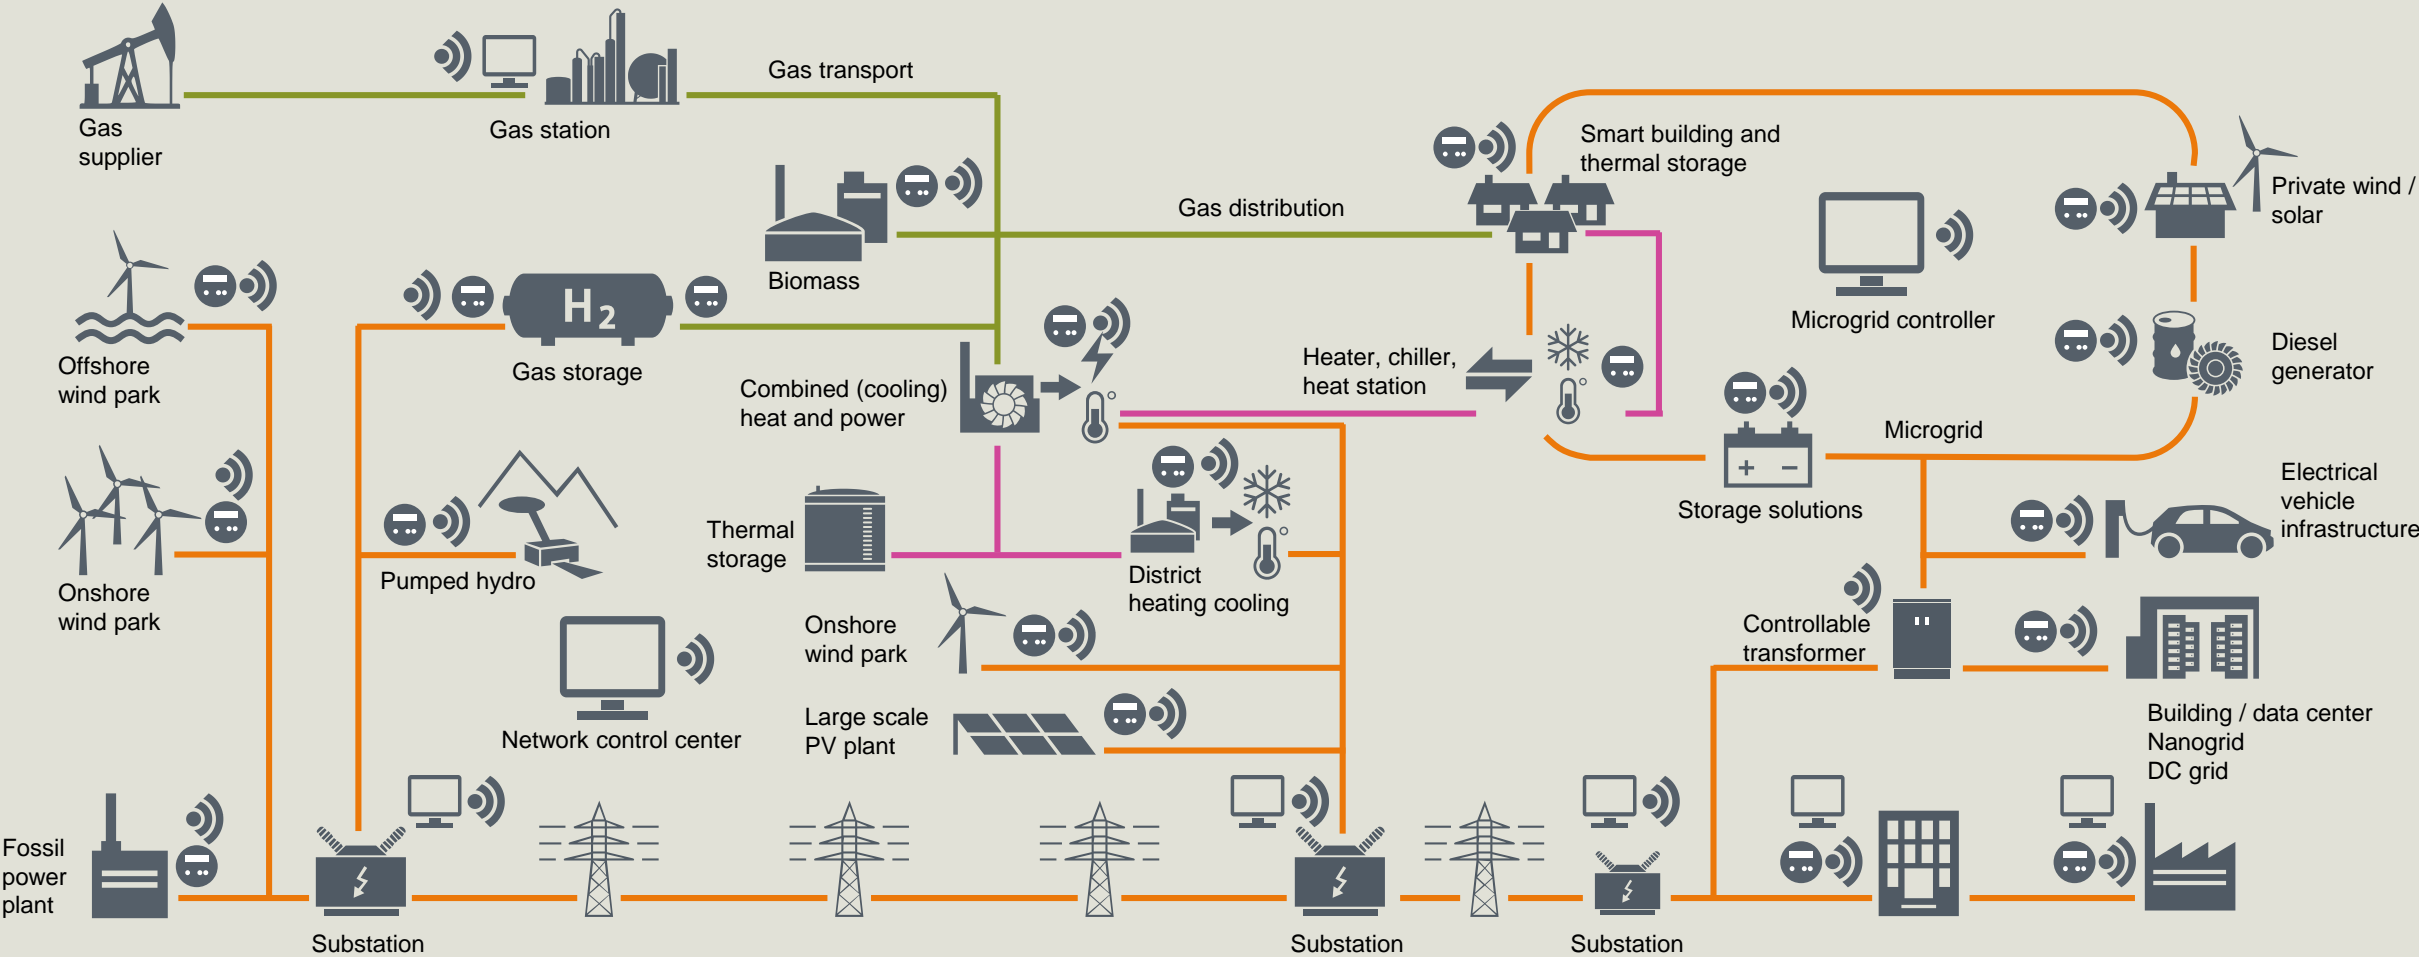 Gas
supplier
Gas station
Gas transport
Smart building and
thermal storage
Private wind /
solar
Gas distribution
Biomass
H2
Gas storage
Offshore
wind park
Microgrid controller
Diesel
generator
Heater, chiller,
heat station
Combined (cooling)
heat and power
Microgrid
+ –
Storage solutions
Electrical
vehicle
infrastructure
Onshore
wind park
Pumped hydro
Thermal
storage
District
heating cooling
Onshore
wind park
Controllable
transformer
Network control center
Large scale
PV plant
Building / data center
Nanogrid
DC grid
Fossil
power
plant
Substation
Substation
Substation